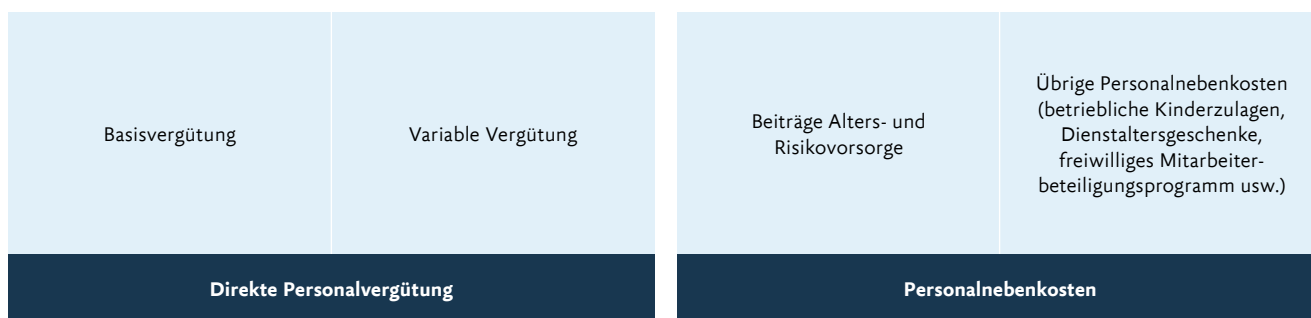 Basisvergütung
Variable Vergütung
Beiträge Alters- und
Risikovorsorge
Übrige Personalnebenkosten
(betriebliche Kinderzulagen,
Dienstaltersgeschenke,
freiwilliges Mitarbeiter-
beteiligungsprogramm usw.)
Direkte Personalvergütung
Personalnebenkosten